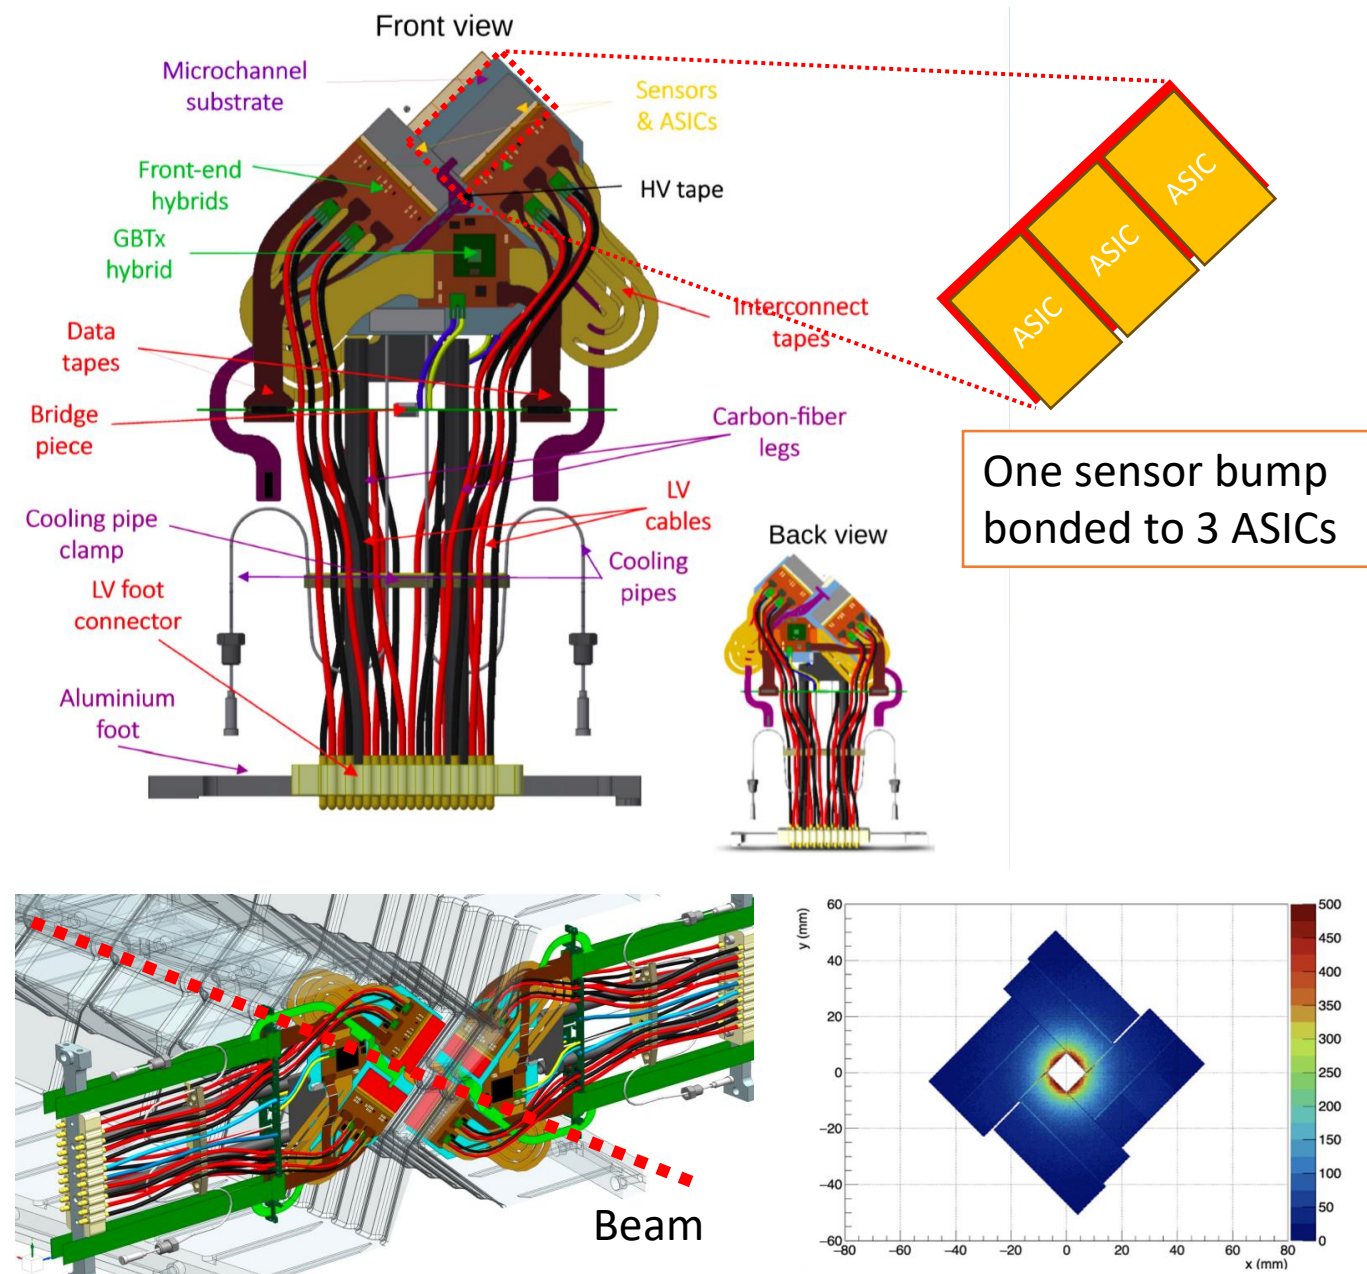 Front view
Microchannel
substrate
Sensors
& ASICs
Front-end
hybrids
HV tape
GBTx
hybrid
Interconnect
tapes
Data
tapes
Bridge
piece
Carbon-fiber
legs
LV
cables
Cooling pipe
clamp
Cooling
pipes
LV foot
connector
Aluminium
foot
ASIC
ASIC
ASIC
One sensor bump
bonded to 3 ASICs
Back view
Beam
y (mm)
60
40
20
0
−20
−40
−60
−80
−60
−40
−20
0
20
40
60
80
x (mm)
500
450
400
350
300
250
200
150
100
50
0